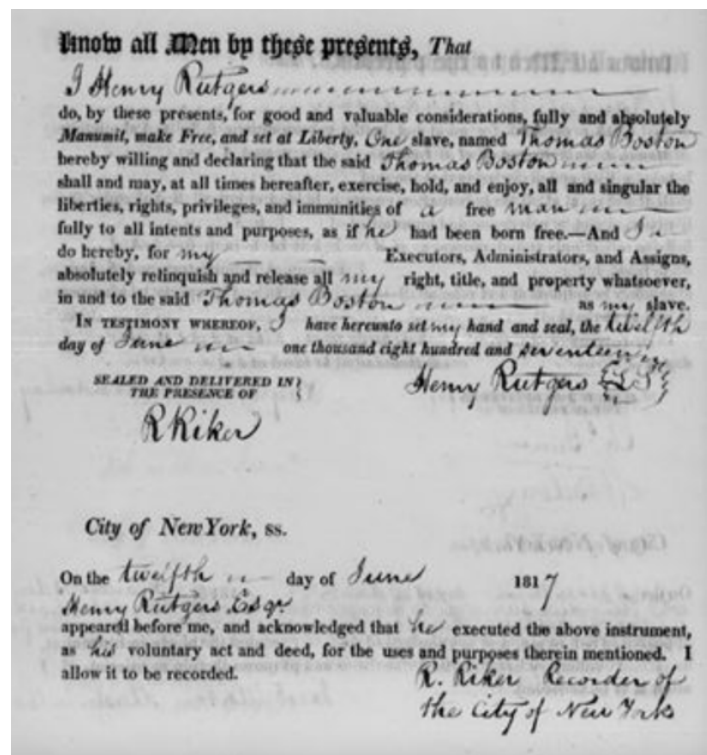 Know all Men by these presents, That
I Henry Rutgers
do, by these presents, for good and valuable considerations, fully and absolutely
Manumit, make Free, and set at Liberty, One slave, named Thomas Boston
hereby willing and declaring that the said Thomas Boston
shall and may, at all times hereafter, exercise, hold, and enjoy, all and singular the
liberties, rights, privileges, and immunities of a free man
fully to all intents and purposes, as if he had been born free.—And I
do hereby, for my Executors, Administrators, and Assigns,
absolutely relinquish and release all my right, title, and property whatsoever,
in and to the said Thomas Boston as my slave.
IN TESTIMONY WHEREOF, I have hereunto set my hand and seal, the twelfth
day of June one thousand eight hundred and seventeen
SEALED AND DELIVERED IN
THE PRESENCE OF
Henry Rutgers L S
R Riker
City of New York, ss.
On the twelfth day of June 1817
Henry Rutgers Esqr
appeared before me, and acknowledged that he executed the above instrument,
as his voluntary act and deed, for the uses and purposes therein mentioned. I
allow it to be recorded.
R. Riker Recorder of
the City of New York